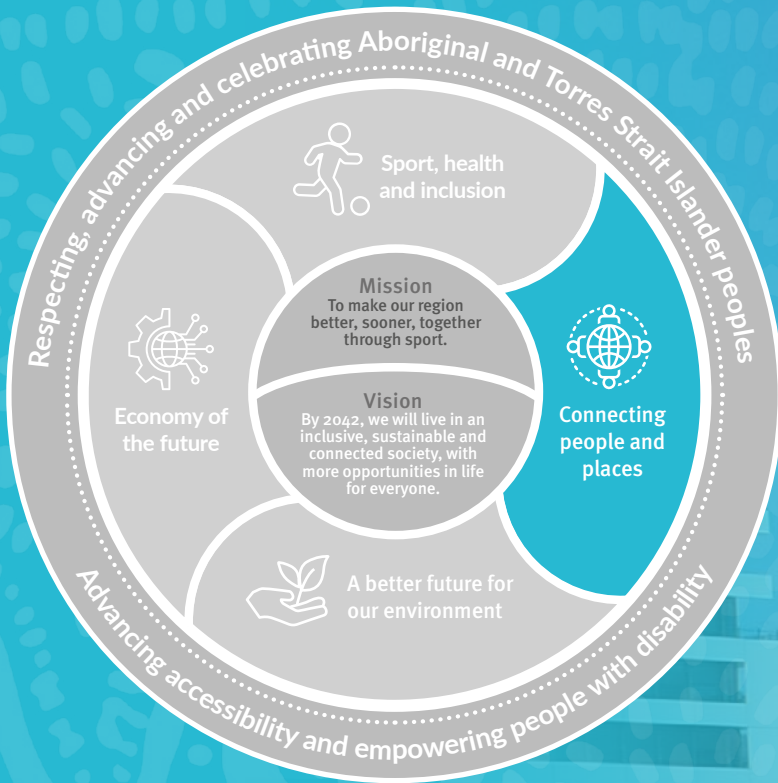 Respecting, advancing and celebrating Aboriginal and Torres Strait Islander peoples
Sport, health
and inclusion
Mission
To make our region
better, sooner, together
through sport.
Vision
By 2042, we will live in an
inclusive, sustainable and
connected society, with
more opportunities in life
for everyone.
Economy of
the future
Connecting
people and
places
A better future for
our environment
Advancing accessibility and empowering people with disability